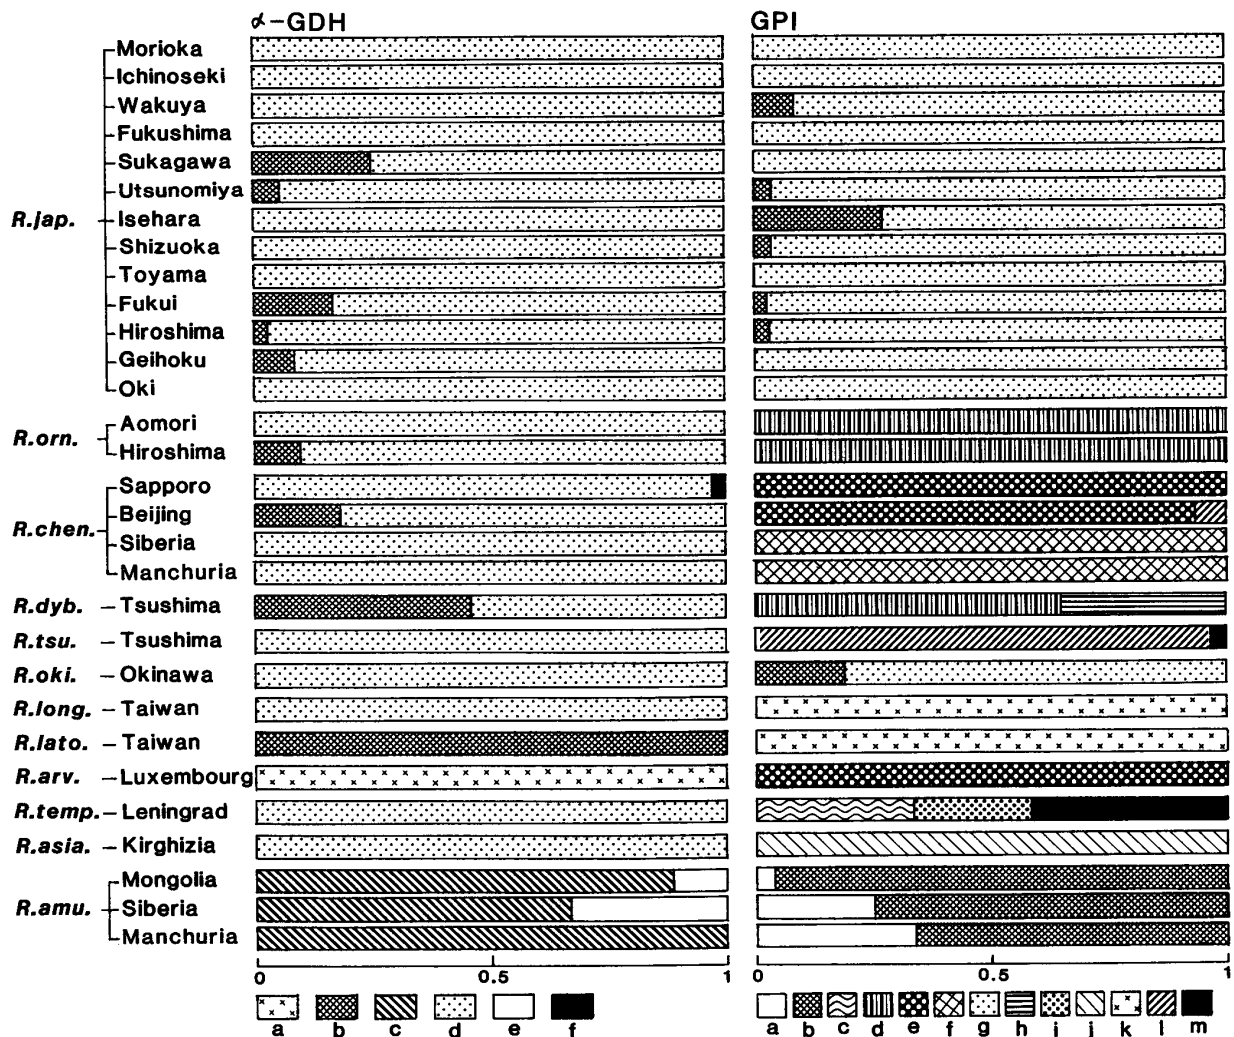 α-GDH GPI
Morioka
Ichinoseki
Wakuya
Fukushima
Sukagawa
Utsunomiya
R.jap. Isehara
Shizuoka
Toyama
Fukui
Hiroshima
Geihoku
Oki
Aomori
R.orn.
Hiroshima
Sapporo
Beijing
R.chen.
Siberia
Manchuria
R.dyb. – Tsushima
R.tsu. – Tsushima
R.oki. – Okinawa
R.long. – Taiwan
R.lato. – Taiwan
R.arv. – Luxembourg
R.temp. – Leningrad
R.asia. – Kirghizia
Mongolia
R.amu. Siberia
Manchuria
0 0.5 1 0 0.5 1
a b c d e f a b c d e f g h i j k l m